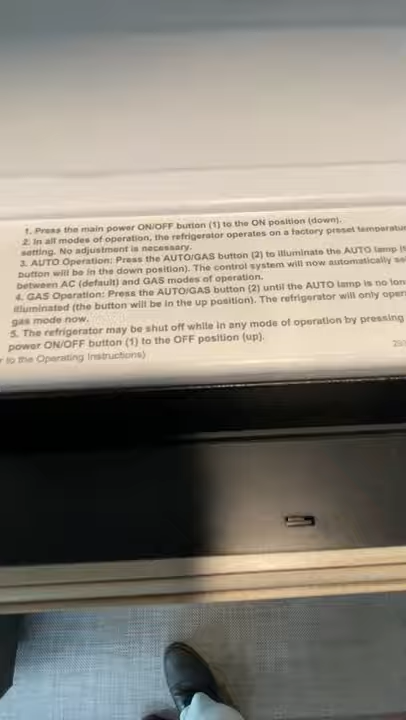 1. Press the main power ON/OFF button (1) to the ON position (down).
2. In all modes of operation, the refrigerator operates on a factory preset temperatu
setting. No adjustment is necessary.
3. AUTO Operation: Press the AUTO/GAS button (2) to illuminate the AUTO lamp (t
button will be in the down position). The control system will now automatically se
between AC (default) and GAS modes of operation.
4. GAS Operation: Press the AUTO/GAS button (2) until the AUTO lamp is no lon
illuminated (the button will be in the up position). The refrigerator will only oper
gas mode now.
5. The refrigerator may be shut off while in any mode of operation by pressing
power ON/OFF button (1) to the OFF position (up).
r to the Operating Instructions)